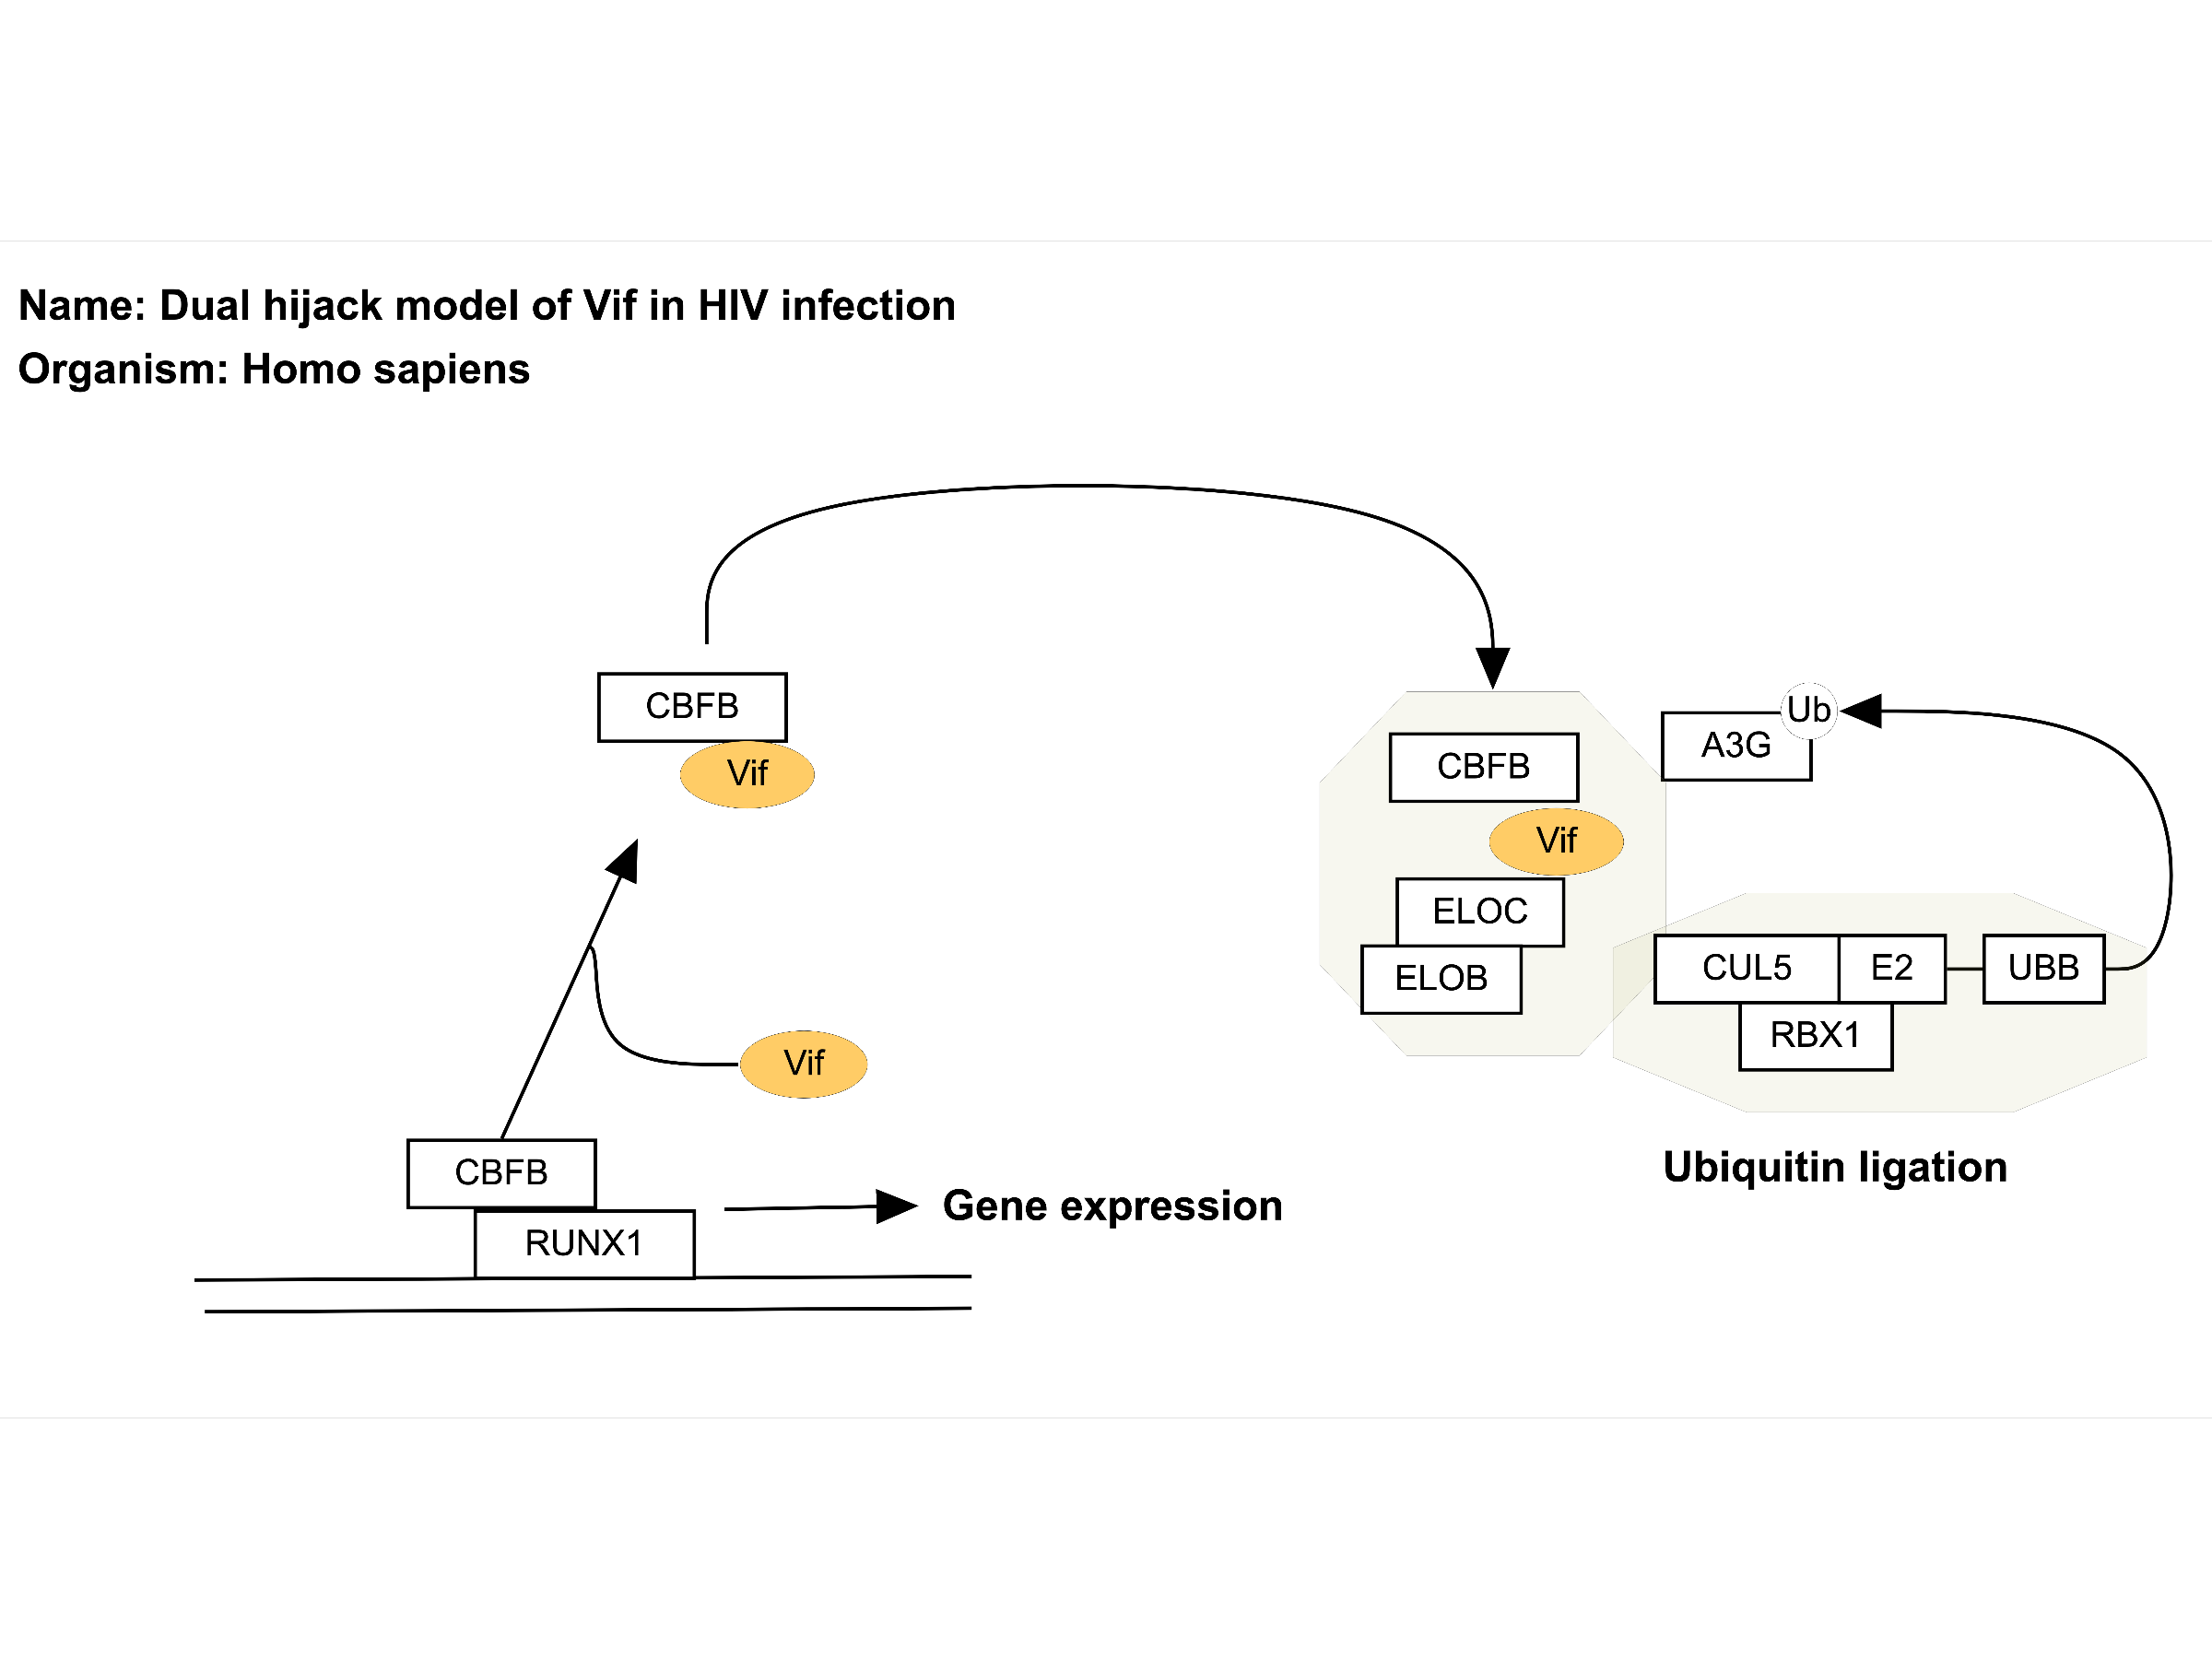 Name: Dual hijack model of Vif in HIV infection
Organism: Homo sapiens
CBFB
Vif
Vif
CBFB
RUNX1
Gene expression
CBFB
Vif
ELOC
ELOB
Ub
A3G
CUL5
E2
UBB
RBX1
Ubiquitin ligation